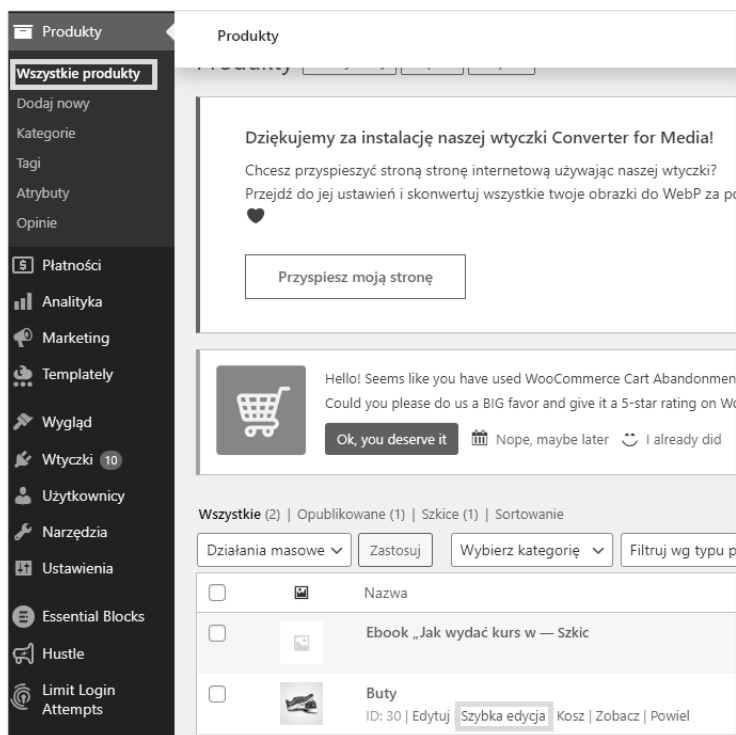 Produkty
Wszystkie produkty
Dodaj nowy
Kategorie
Tagi
Atrybuty
Opinie
Płatności
Analityka
Marketing
Templately
Wygląd
Wtyczki 10
Użytkownicy
Narzędzia
Ustawienia
Essential Blocks
Hustle
Limit Login
Attempts
Produkty
Produkty
Dziękujemy za instalację naszej wtyczki Converter for Media!
Chcesz przyspieszyć stroną stronę internetową używając naszej wtyczki?
Przejdź do jej ustawień i skonwertuj wszystkie twoje obrazki do WebP za
Przyspiesz moją stronę
Hello! Seems like you have used WooCommerce Cart
Could you please do us a BIG favor and give it a 5-star rating on
Ok, you deserve it Nope, maybe later I already did
Wszystkie (2) | Opublikowane (1) | Szkice (1) | Sortowanie
Działania masowe Zastosuj Wybierz kategorię Filtruj wg typu
Nazwa
Ebook „Jak wydać kurs w — Szkic
Buty
ID: 30 | Edytuj | Szybka edycja | Kosz | Zobacz | Powiel